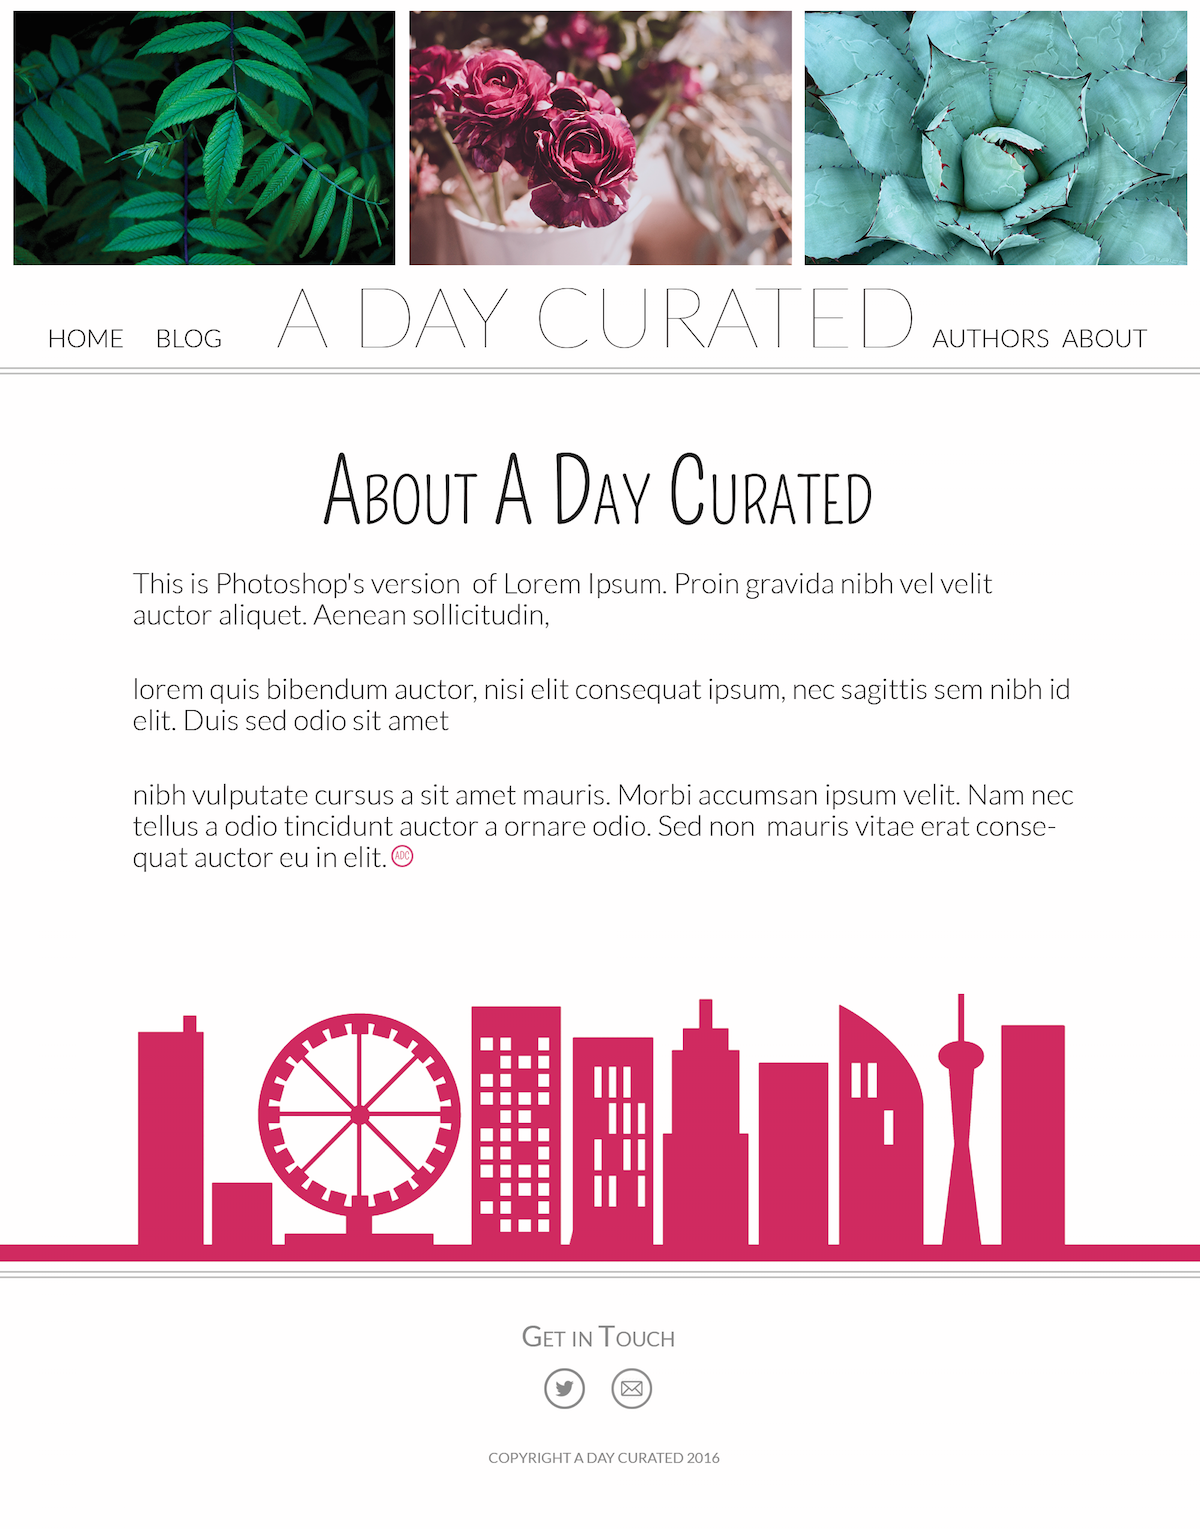 HOME BLOG A DAY CURATED AUTHORS ABOUT
About A Day Curated
This is Photoshop's version of Lorem Ipsum. Proin gravida nibh vel velit
auctor aliquet. Aenean sollicitudin,
lorem quis bibendum auctor, nisi elit consequat ipsum, nec sagittis sem nibh id
elit. Duis sed odio sit amet
nibh vulputate cursus a sit amet mauris. Morbi accumsan ipsum velit. Nam nec
tellus a odio tincidunt auctor a ornare odio. Sed non mauris vitae erat conse-
quat auctor eu in elit. ADC
Get in Touch
COPYRIGHT A DAY CURATED 2016